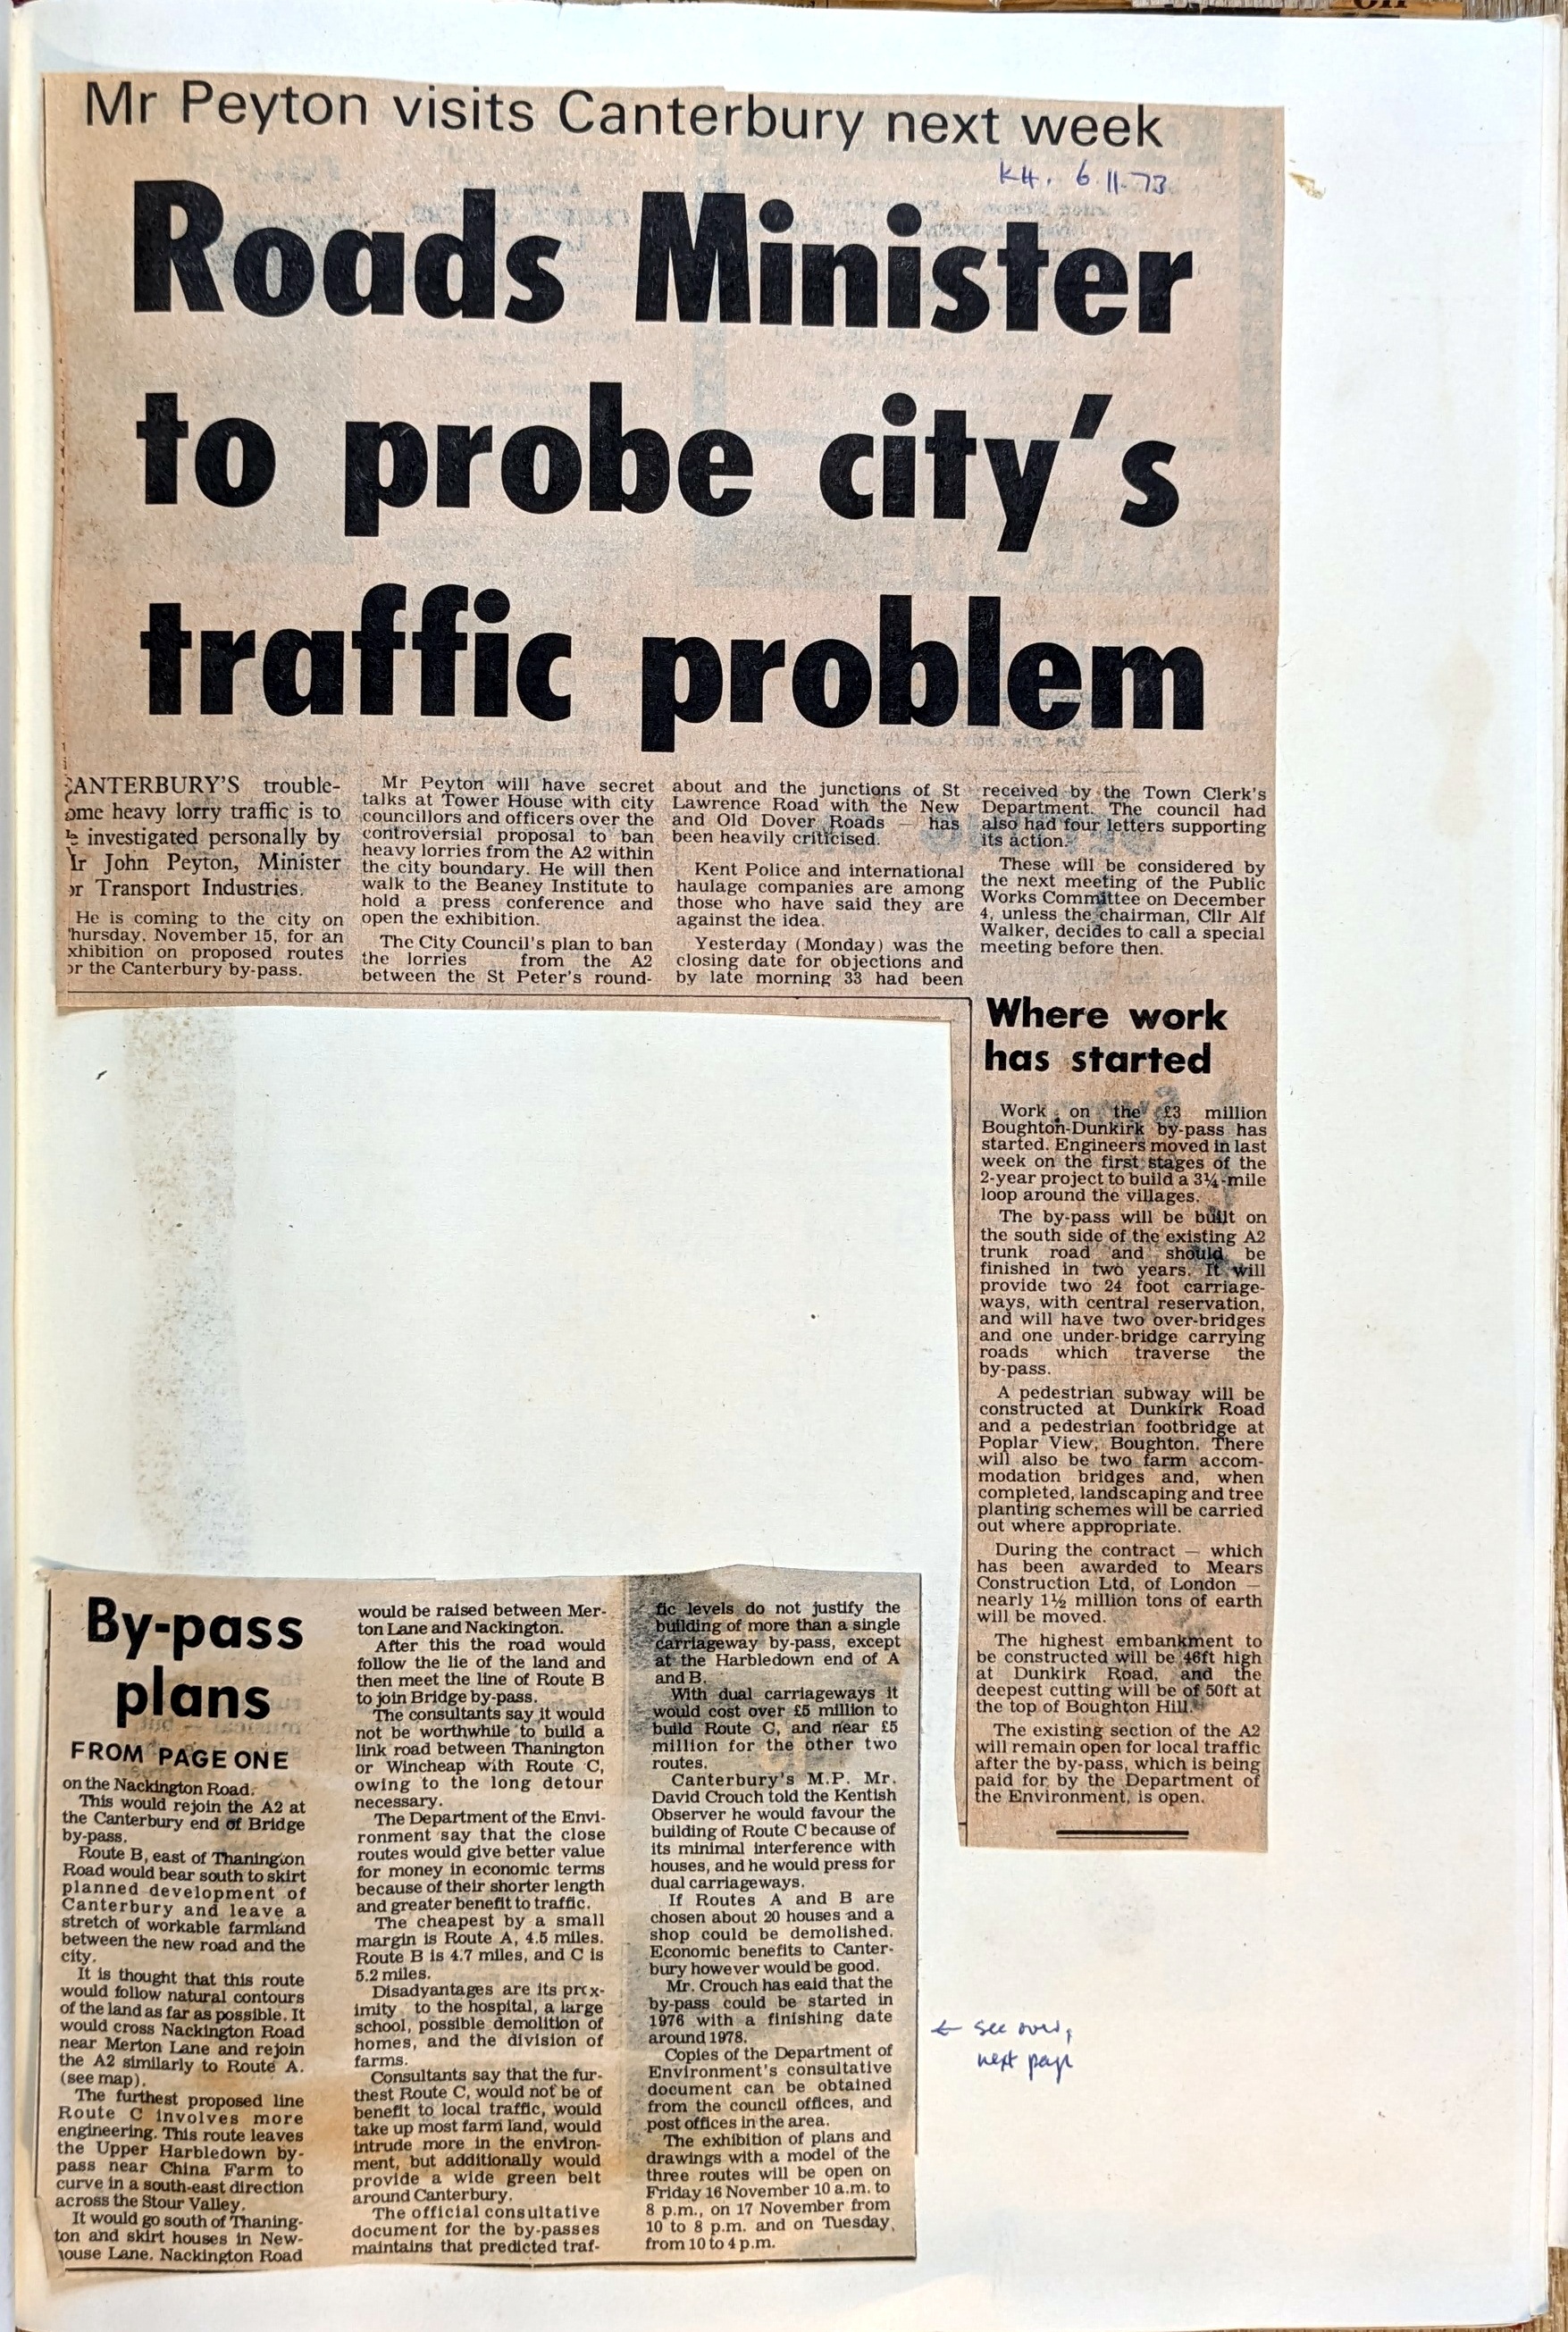 Mr Peyton visits Canterbury next week
KH. 6.11.73
Roads Minister
to probe city's
traffic problem
ANTERBURY'S trouble-
ome heavy lorry traffic is to
investigated personally by
Ir John Peyton, Minister
or Transport Industries.
He is coming to the city on
hursday, November 15, for an
xhibition on proposed routes
or the Canterbury by-pass.
Mr Peyton will have secret
talks at Tower House with city
councillors and officers over the
controversial proposal to ban
heavy lorries from the A2 within
the city boundary. He will then
walk to the Beaney Institute to
hold a press conference and
open the exhibition.
The City Council's plan to ban
the lorries from the A2
between the St Peter's round-
about and the junctions of St
Lawrence Road with the New
and Old Dover Roads — has
been heavily criticised.
Kent Police and international
haulage companies are among
those who have said they are
against the idea.
Yesterday (Monday) was the
closing date for objections and
by late morning 33 had been
received by the Town Clerk's
Department. The council had
also had four letters supporting
its action.
These will be considered by
the next meeting of the Public
Works Committee on December
4, unless the chairman, Cllr Alf
Walker, decides to call a special
meeting before then.
Where work
has started
Work on the £3 million
Boughton-Dunkirk by-pass has
started. Engineers moved in last
week on the first stages of the
2-year project to build a 3¼-mile
loop around the villages.
The by-pass will be built on
the south side of the existing A2
trunk road and should be
finished in two years. It will
provide two 24 foot carriage-
ways, with central reservation,
and will have two over-bridges
and one under-bridge carrying
roads which traverse the
by-pass.
A pedestrian subway will be
constructed at Dunkirk Road
and a pedestrian footbridge at
Poplar View, Boughton. There
will also be two farm accom-
modation bridges and, when
completed, landscaping and tree
planting schemes will be carried
out where appropriate.
During the contract — which
has been awarded to Mears
Construction Ltd, of London —
nearly 1½ million tons of earth
will be moved.
The highest embankment to
be constructed will be 46ft high
at Dunkirk Road, and the
deepest cutting will be of 50ft at
the top of Boughton Hill.
The existing section of the A2
will remain open for local traffic
after the by-pass, which is being
paid for by the Department of
the Environment, is open.
By-pass
plans
FROM PAGE ONE
on the Nackington Road.
This would rejoin the A2 at
the Canterbury end of Bridge
by-pass.
Route B, east of Thanington
Road would bear south to skirt
planned development of
Canterbury and leave a
stretch of workable farmland
between the new road and the
city.
It is thought that this route
would follow natural contours
of the land as far as possible. It
would cross Nackington Road
near Merton Lane and rejoin
the A2 similarly to Route A.
(see map).
The furthest proposed line
Route C involves more
engineering. This route leaves
the Upper Harbledown by-
pass near China Farm to
curve in a south-east direction
across the Stour Valley.
It would go south of Thaning-
ton and skirt houses in New-
ouse Lane. Nackington Road
would be raised between Mer-
ton Lane and Nackington.
After this the road would
follow the lie of the land and
then meet the line of Route B
to join Bridge by-pass.
The consultants say it would
not be worthwhile to build a
link road between Thanington
or Wincheap with Route C,
owing to the long detour
necessary.
The Department of the Envi-
ronment say that the close
routes would give better value
for money in economic terms
because of their shorter length
and greater benefit to traffic.
The cheapest by a small
margin is Route A, 4.5 miles.
Route B is 4.7 miles, and C is
5.2 miles.
Disadyantages are its prox-
imity to the hospital, a large
school, possible demolition of
homes, and the division of
farms.
Consultants say that the fur-
thest Route C, would not be of
benefit to local traffic, would
take up most farm land, would
intrude more in the environ-
ment, but additionally would
provide a wide green belt
around Canterbury.
The official consultative
document for the by-passes
maintains that predicted traf-
fic levels do not justify the
building of more than a single
carriageway by-pass, except
at the Harbledown end of A
and B.
With dual carriageways it
would cost over £5 million to
build Route C, and near £5
million for the other two
routes.
Canterbury's M.P. Mr.
David Crouch told the Kentish
Observer he would favour the
building of Route C because of
its minimal interference with
houses, and he would press for
dual carriageways.
If Routes A and B are
chosen about 20 houses and a
shop could be demolished.
Economic benefits to Canter-
bury however would be good.
Mr. Crouch has eaid that the
by-pass could be started in
1976 with a finishing date
around 1978.
Copies of the Department of
Environment's consultative
document can be obtained
from the council offices, and
post offices in the area.
The exhibition of plans and
drawings with a model of the
three routes will be open on
Friday 16 November 10 a.m. to
8 p.m., on 17 November from
10 to 8 p.m. and on Tuesday,
from 10 to 4 p.m.
← see over,
next page